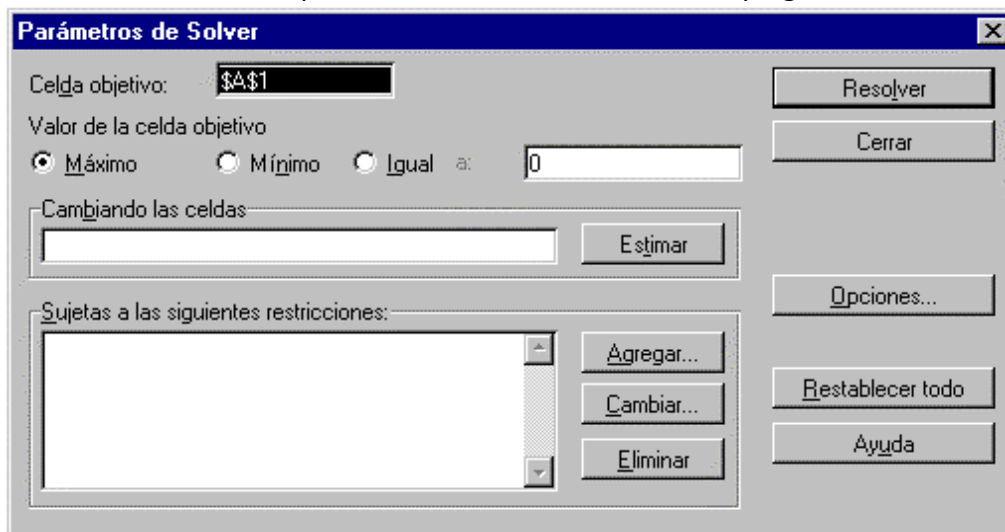 Parámetros de Solver
Celda objetivo: $A$1
Resolver
Valor de la celda objetivo
Cerrar
Máximo Mínimo Igual a: 0
Cambiando las celdas
Estimar
Opciones...
Sujetas a las siguientes restricciones:
Agregar...
Restablecer todo
Cambiar...
Ayuda
Eliminar